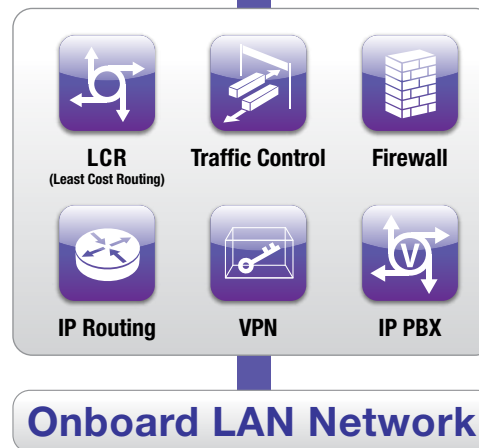 LCR
(Least Cost Routing)
Traffic Control
Firewall
IP Routing
VPN
V
IP PBX
Onboard LAN Network